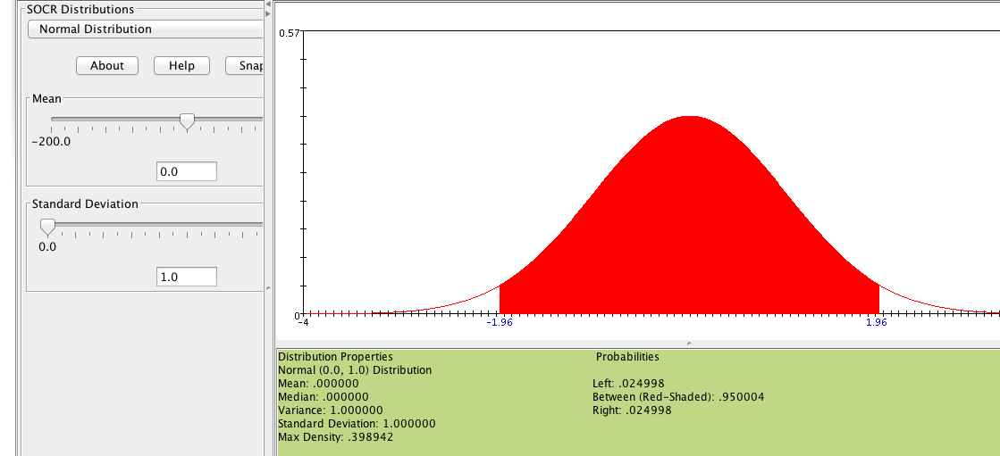 SOCR Distributions
Normal Distribution
About
Help
Snap
Mean
-200.0
0.0
Standard Deviation
0.0
1.0
0.57
0
-4
-1.96
1.96
Distribution Properties
Normal (0.0, 1.0) Distribution
Mean: .000000
Median: .000000
Variance: 1.000000
Standard Deviation: 1.000000
Max Density: .398942
Probabilities
Left: .024998
Between (Red-Shaded): .950004
Right: .024998